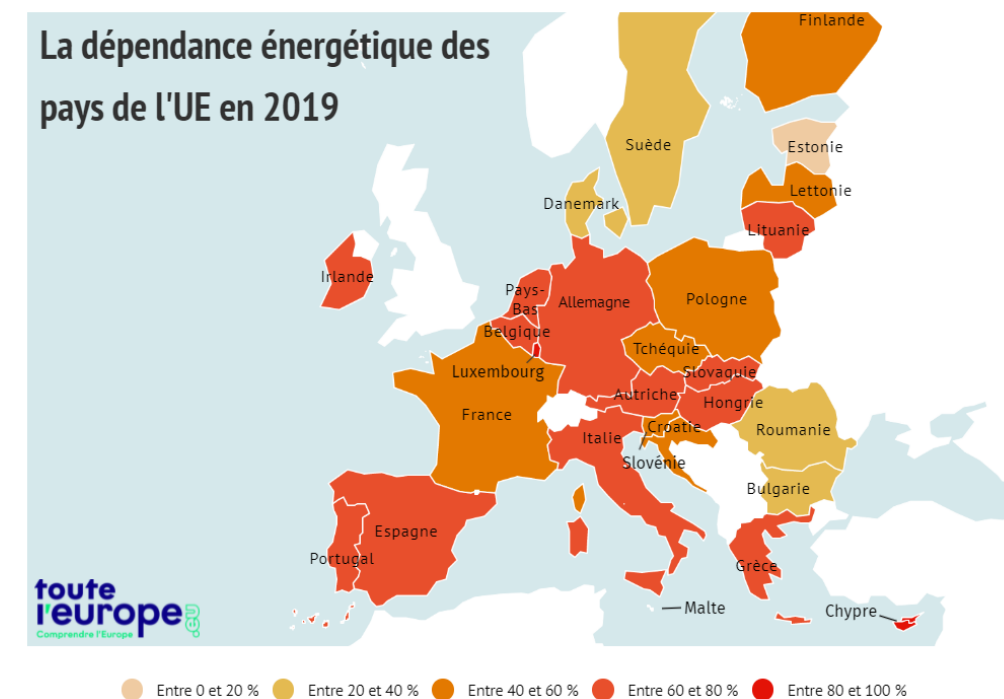 La dépendance énergétique des
pays de l'UE en 2019
Finlande
Suède
Estonie
Lettonie
Danemark
Lituanie
Irlande
Pays-
Bas
Allemagne
Pologne
Belgique
Tchéquie
Luxembourg
Slovaquie
Autriche
Hongrie
France
Croatie
Roumanie
Italie
Slovénie
Bulgarie
Espagne
Portugal
Grèce
Malte
Chypre
toute
l'europe.eu
Comprendre l'Europe
Entre 0 et 20 % Entre 20 et 40 % Entre 40 et 60 % Entre 60 et 80 % Entre 80 et 100 %